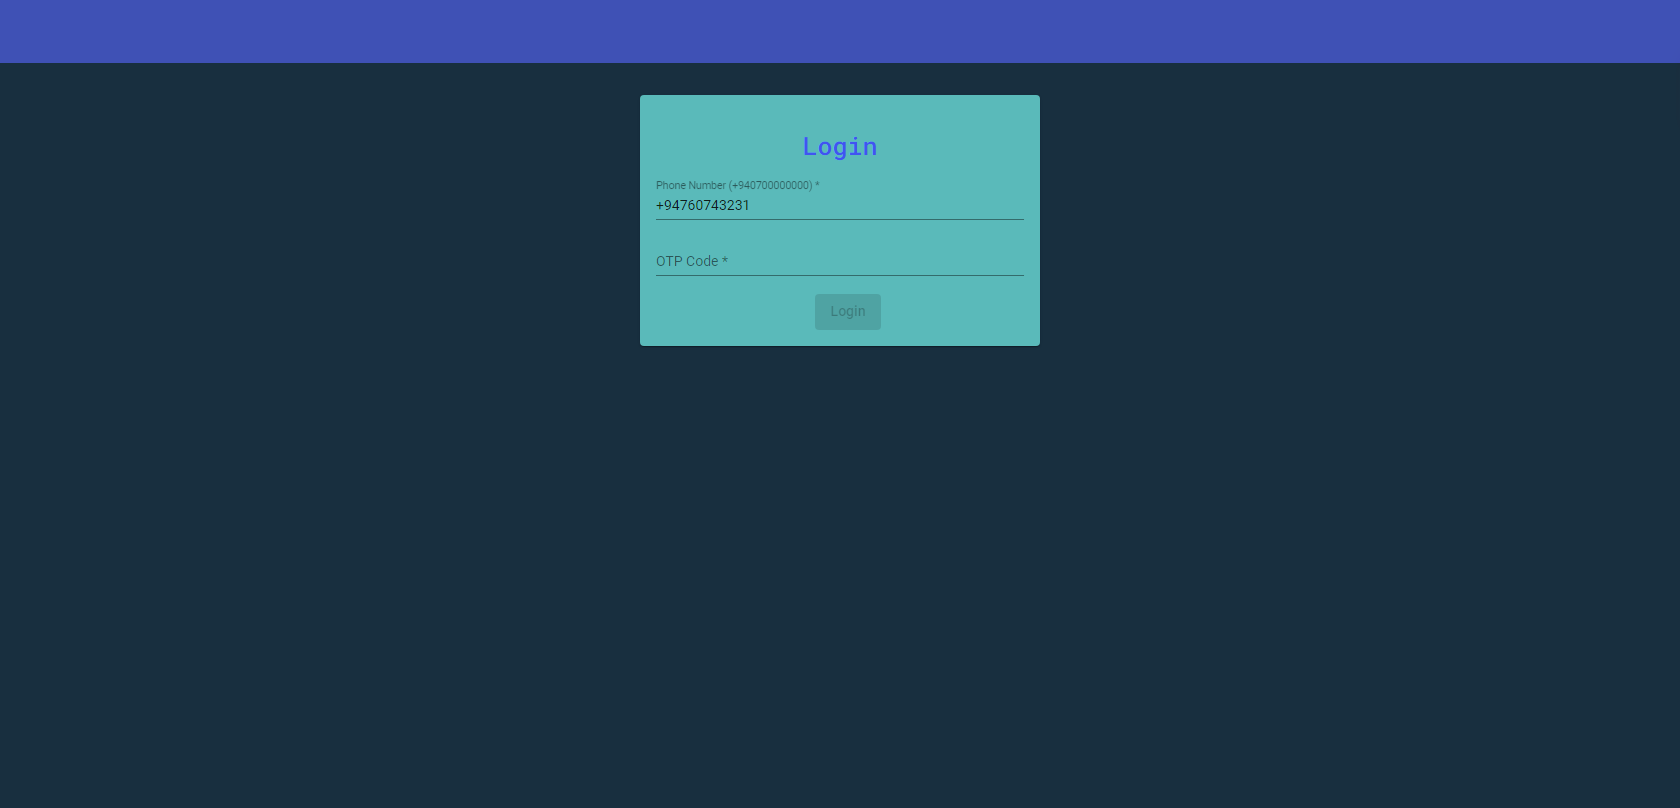 Login
Phone Number (+940700000000) *
+94760743231
OTP Code *
Login